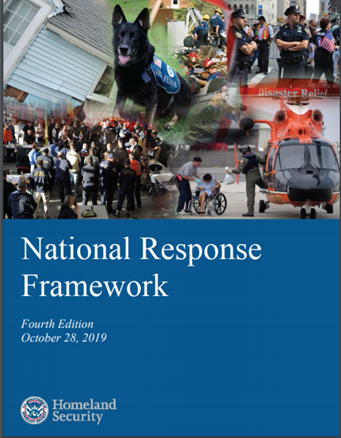 Disaster Relief
National Response
Framework
Fourth Edition
October 28, 2019
Homeland
Security